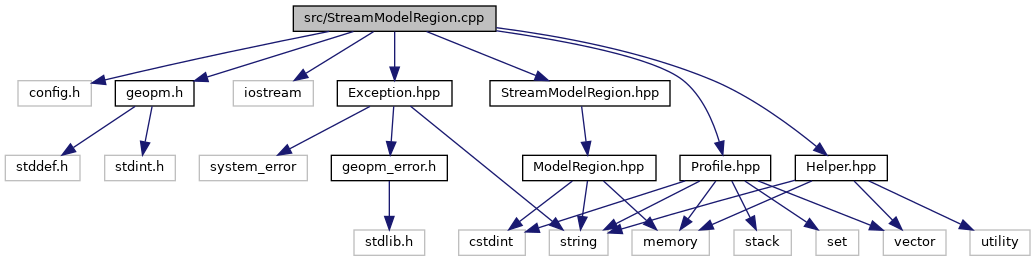 src/StreamModelRegion.cpp
config.h
geopm.h
iostream
Exception.hpp
StreamModelRegion.hpp
stddef.h
stdint.h
system_error
geopm_error.h
ModelRegion.hpp
Profile.hpp
Helper.hpp
stdlib.h
cstdint
string
memory
stack
set
vector
utility